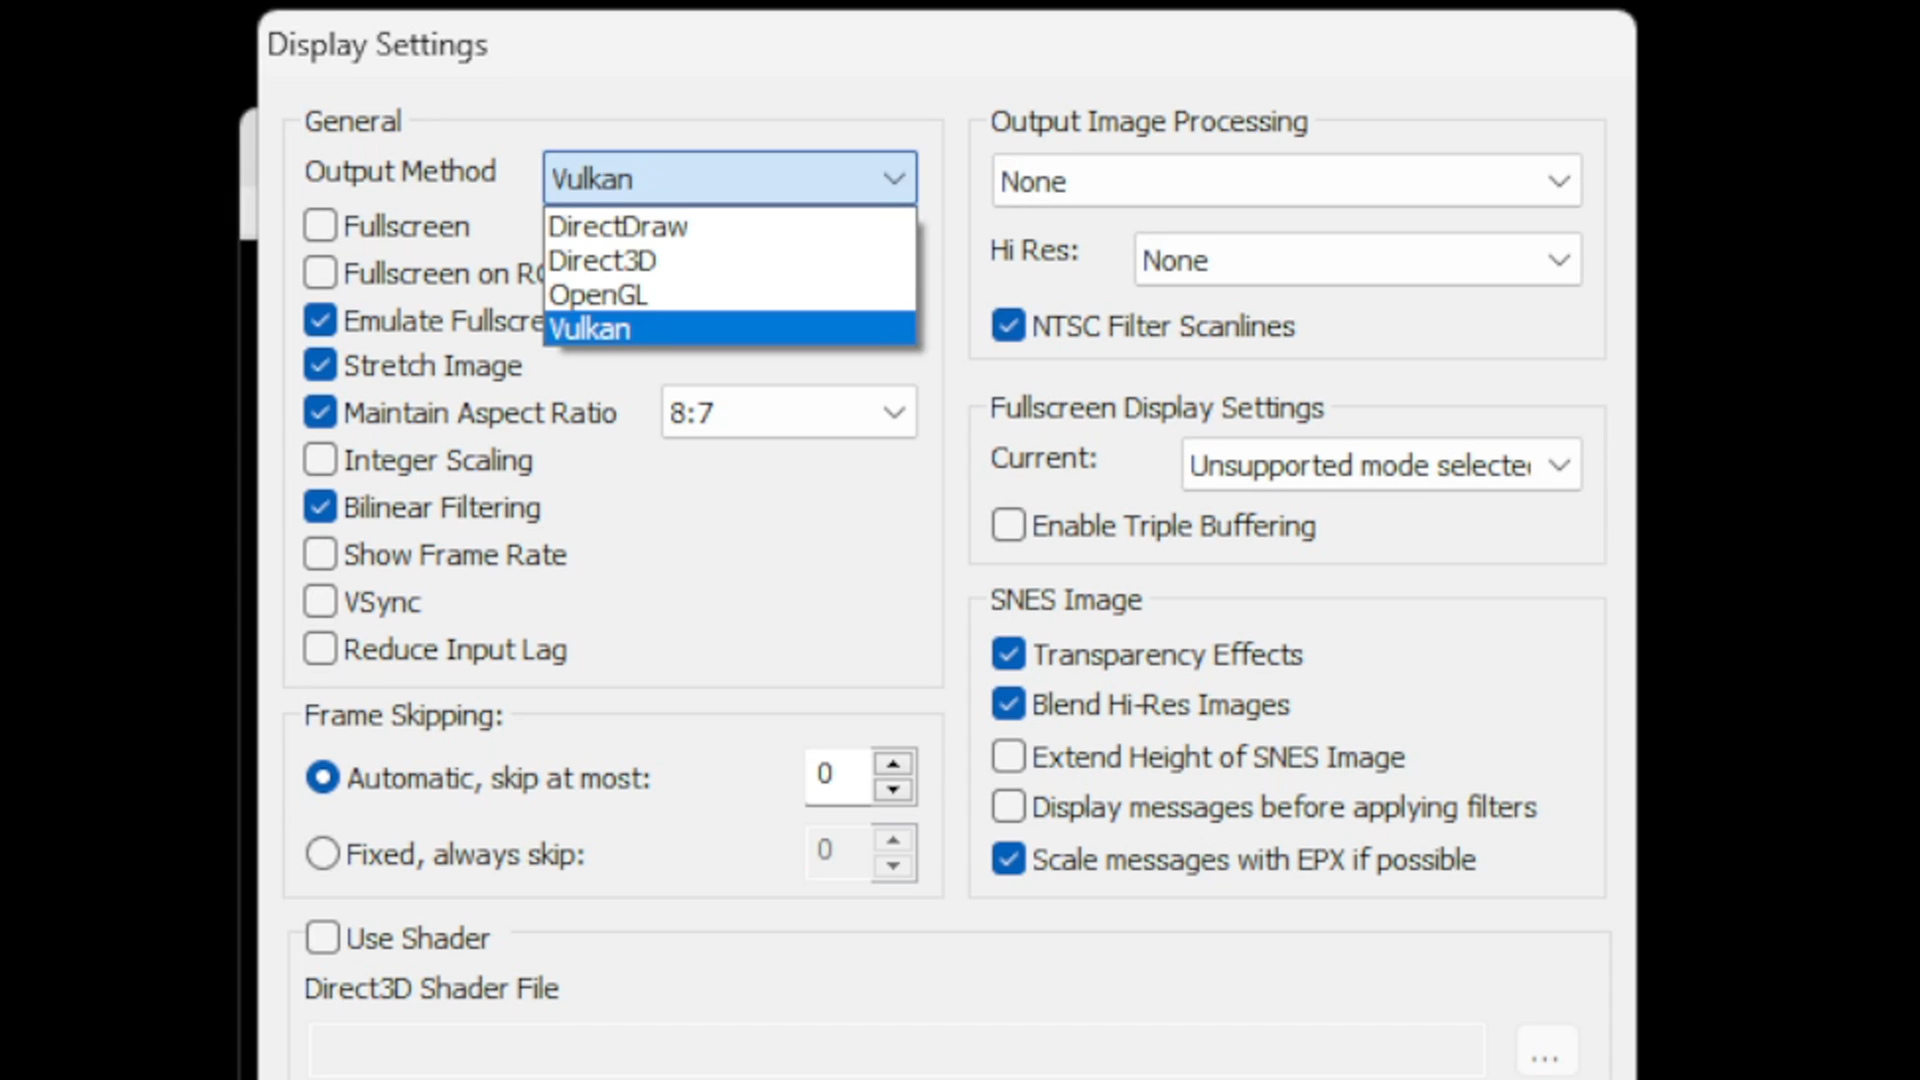 Display Settings
General
Output Method
Vulkan
DirectDraw
Direct3D
OpenGL
Vulkan
Fullscreen
Fullscreen on
Emulate
Stretch Image
Maintain Aspect Ratio
8:7
Integer Scaling
Bilinear Filtering
Show Frame Rate
VSync
Reduce Input Lag
Frame Skipping:
Automatic, skip at most:
0
Fixed, always skip:
0
Output Image Processing
None
Hi Res:
None
NTSC Filter Scanlines
Fullscreen Display Settings
Current:
Unsupported mode
Enable Triple Buffering
SNES Image
Transparency Effects
Blend Hi-Res Images
Extend Height of SNES Image
Display messages before applying filters
Scale messages with EPX if possible
Use Shader
Direct3D Shader File
...